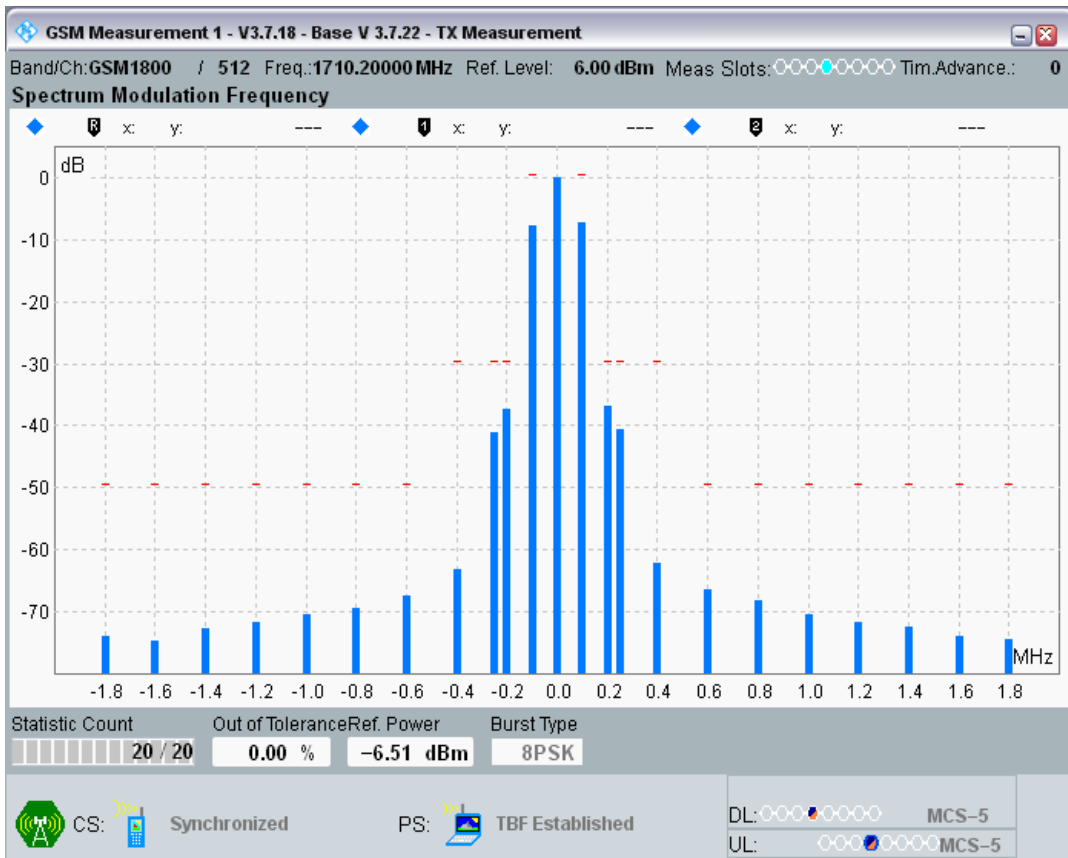 GSM Measurement 1 - V3.7.18 - Base V 3.7.22 - TX Measurement
Band/Ch:GSM1800 / 512 Freq.:1710.20000 MHz Ref. Level: 6.00 dBm Meas Slots: Tim.Advance.: 0
Spectrum Modulation Frequency
R x: y: --- 1 x: y: --- 2 x: y: ---
dB
0
-10
-20
-30
-40
-50
-60
-70
MHz
-1.8 -1.6 -1.4 -1.2 -1.0 -0.8 -0.6 -0.4 -0.2 0.0 0.2 0.4 0.6 0.8 1.0 1.2 1.4 1.6 1.8
Statistic Count Out of Tolerance Ref. Power Burst Type
20 / 20 0.00 % -6.51 dBm 8PSK
CS: Synchronized PS: TBF Established
DL: MCS-5
UL: MCS-5